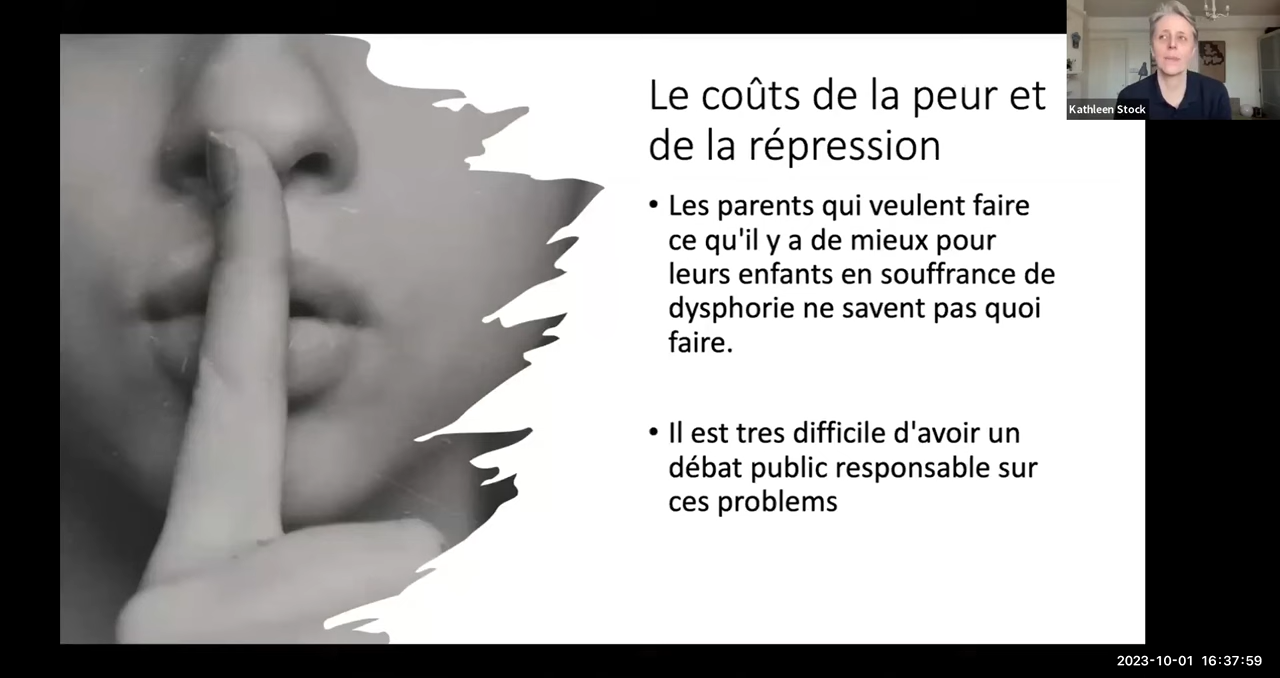 Le coûts de la peur et
de la répression
Kathleen Stock
• Les parents qui veulent faire
ce qu'il y a de mieux pour
leurs enfants en souffrance de
dysphorie ne savent pas quoi
faire.
• Il est tres difficile d'avoir un
débat public responsable sur
ces problems
2023-10-01 16:37:59